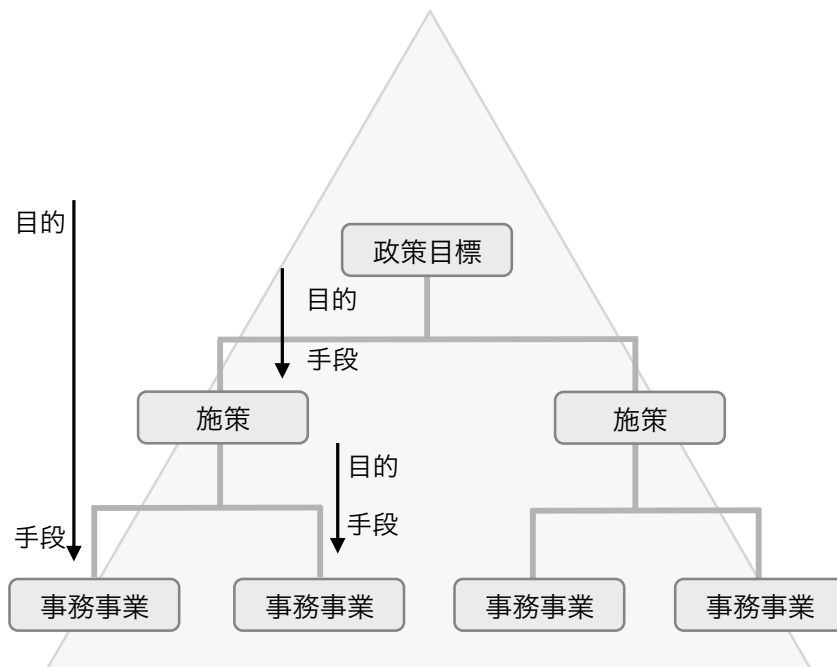 目的
政策目標
目的
手段
施策
施策
目的
手段
手段
事務事業
事務事業
事務事業
事務事業